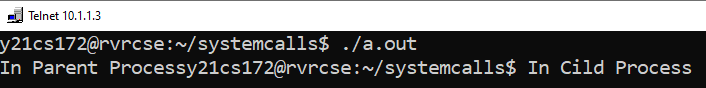 Telnet 10.1.1.3
y21cs172@rvrcse:~/systemcalls$ ./a.out
In Parent Processy21cs172@rvrcse:~/systemcalls$ In Cild Process